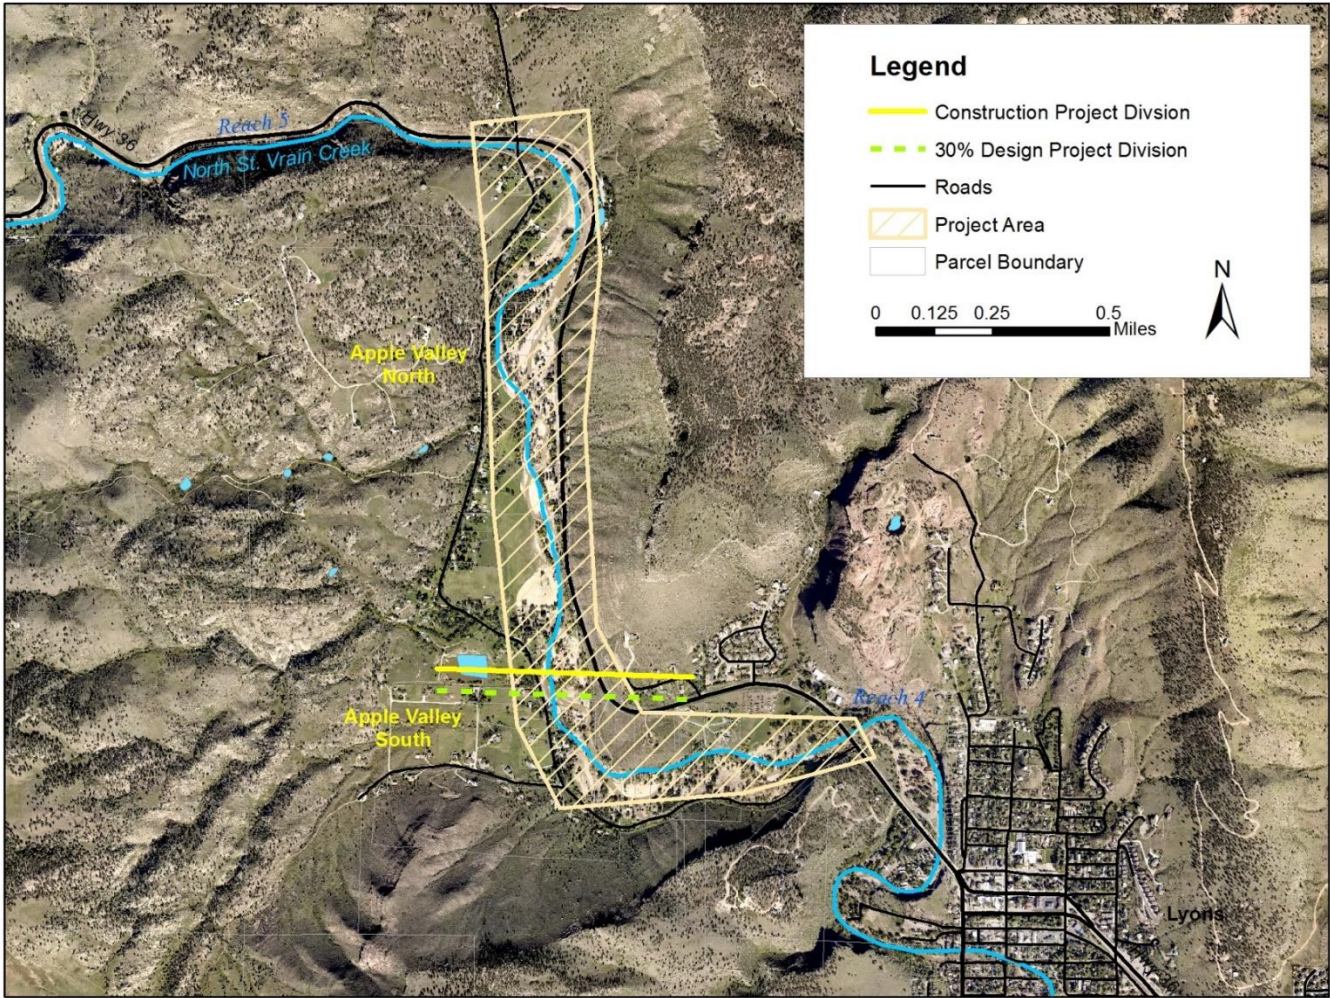 Legend
Construction Project Divsion
30% Design Project Division
Roads
Project Area
Parcel Boundary
N
0 0.125 0.25 0.5
Miles
Hwy 36
Reach 5
North St. Vrain Creek
Apple Valley
North
Apple Valley
South
Reach 4
Lyons